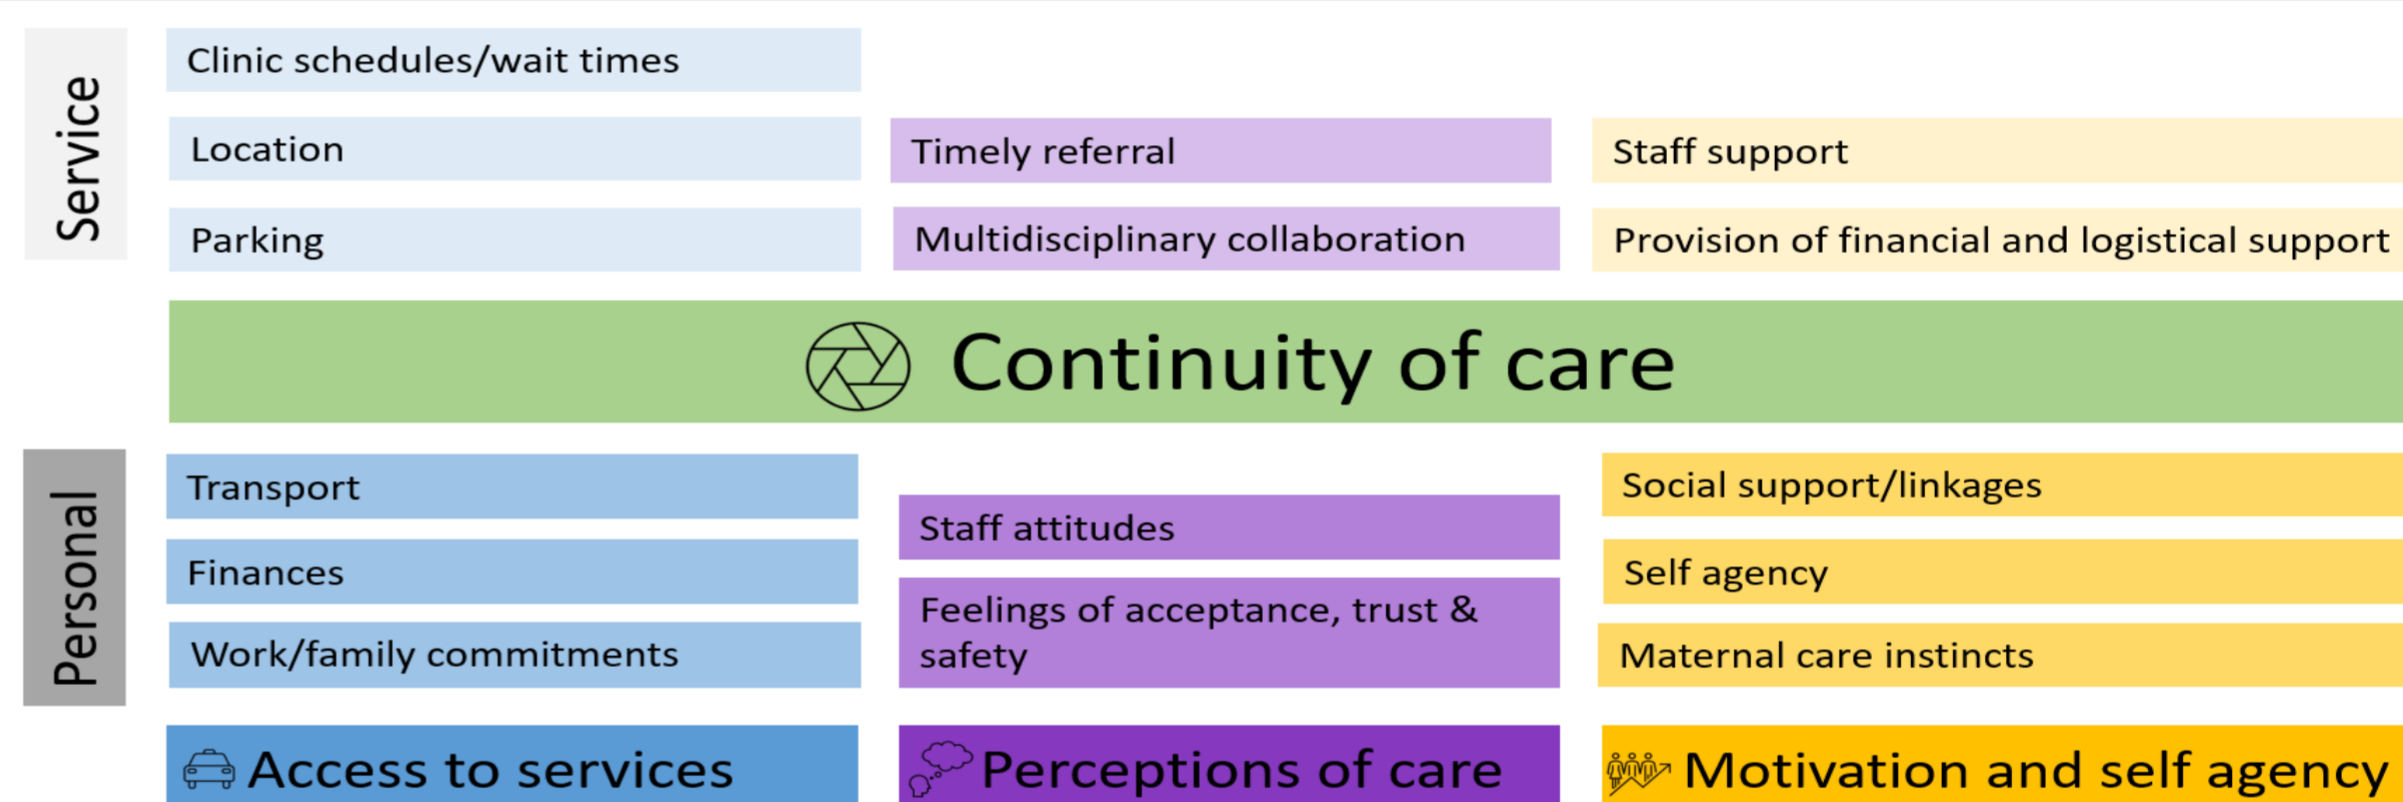 Service
Clinic schedules/wait times
Location
Parking
Timely referral
Multidisciplinary collaboration
Staff support
Provision of financial and logistical support
Continuity of care
Personal
Transport
Finances
Work/family commitments
Staff attitudes
Feelings of acceptance, trust &
safety
Social support/linkages
Self agency
Maternal care instincts
Access to services
Perceptions of care
Motivation and self agency